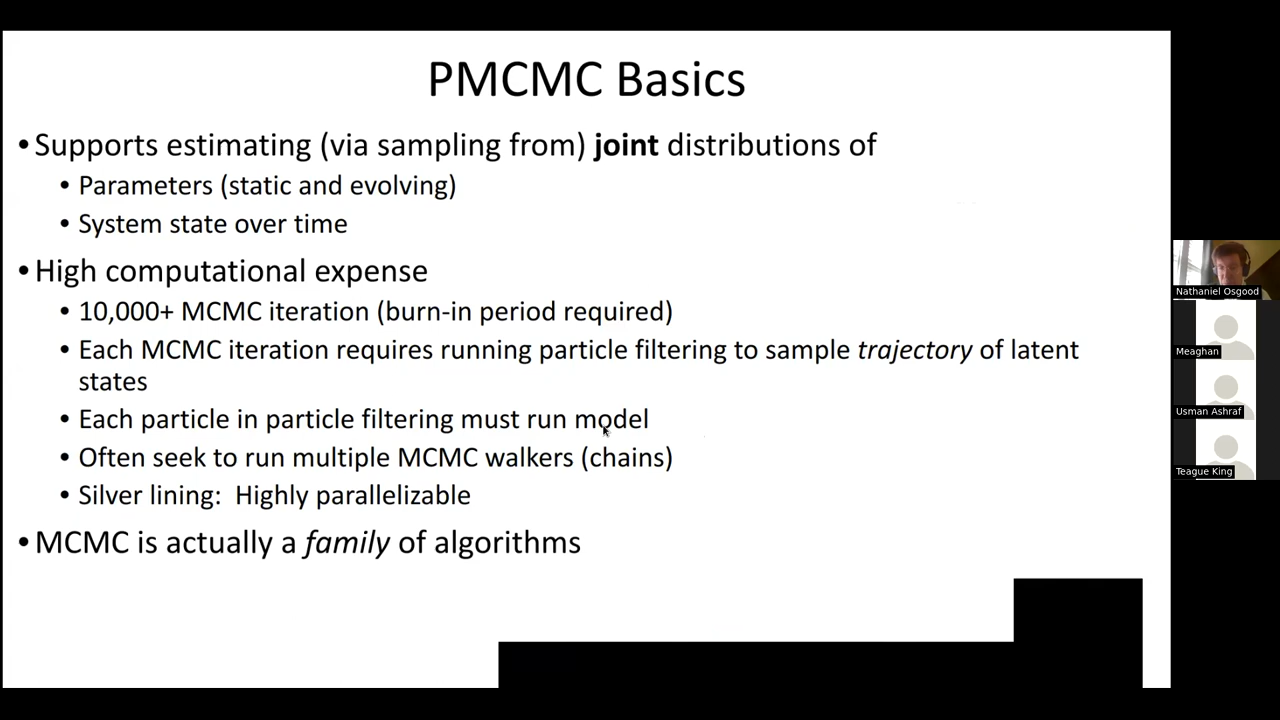 PMCMC Basics
• Supports estimating (via sampling from) joint distributions of
• Parameters (static and evolving)
• System state over time
• High computational expense
• 10,000+ MCMC iteration (burn-in period required)
• Each MCMC iteration requires running particle filtering to sample trajectory of latent
states
• Each particle in particle filtering must run model
• Often seek to run multiple MCMC walkers (chains)
• Silver lining:  Highly parallelizable
• MCMC is actually a family of algorithms
Nathaniel Osgood
Meaghan
Usman Ashraf
Teague King